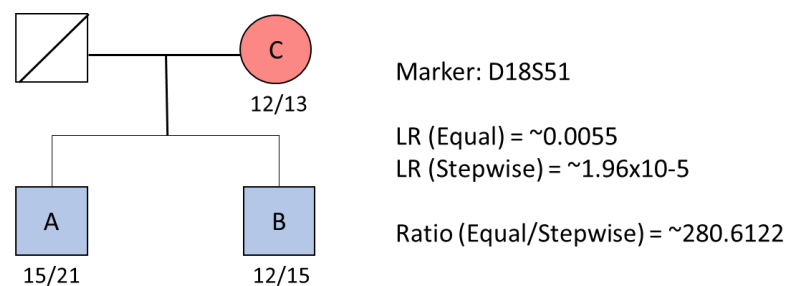 C
12/13
Marker: D18S51
LR (Equal) = ~0.0055
LR (Stepwise) = ~1.96x10-5
Ratio (Equal/Stepwise) = ~280.6122
A
B
15/21
12/15